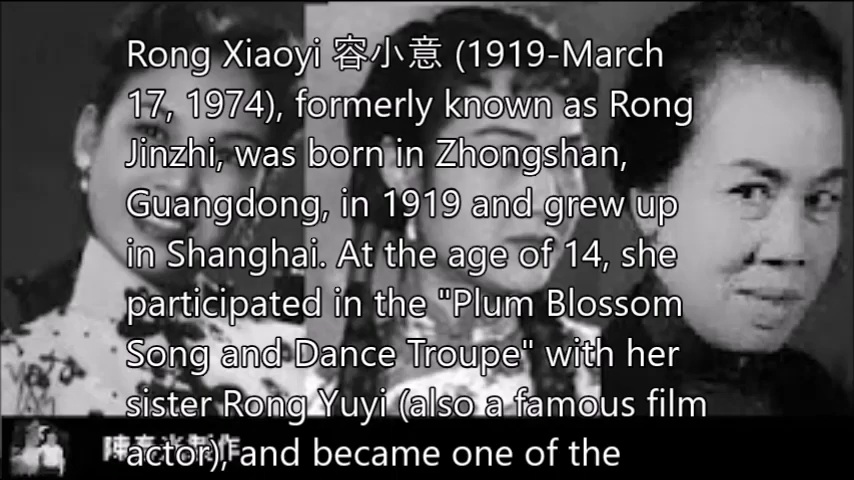 Rong Xiaoyi 容小意 (1919-March
17, 1974), formerly known as Rong
Jinzhi, was born in Zhongshan,
Guangdong, in 1919 and grew up
in Shanghai. At the age of 14, she
participated in the "Plum Blossom
Song and Dance Troupe" with her
sister Rong Yuyi (also a famous film
actor), and became one of the